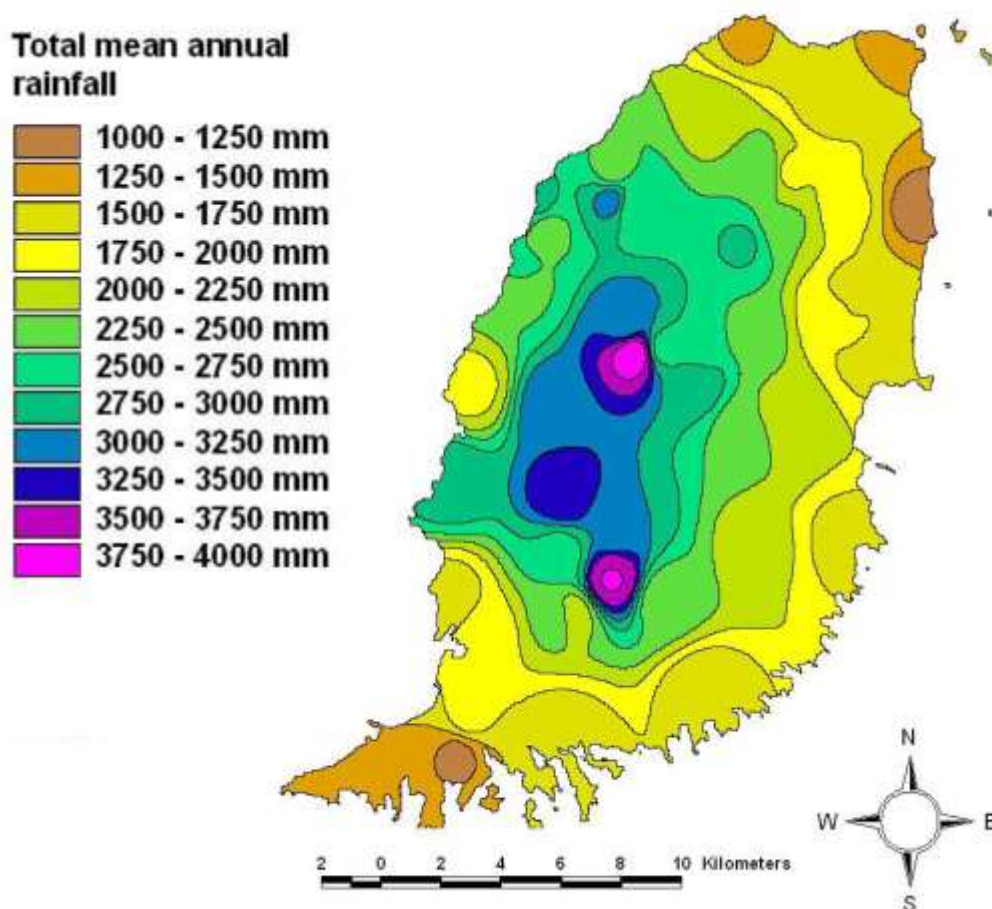 Total mean annual
rainfall
1000 - 1250 mm
1250 - 1500 mm
1500 - 1750 mm
1750 - 2000 mm
2000 - 2250 mm
2250 - 2500 mm
2500 - 2750 mm
2750 - 3000 mm
3000 - 3250 mm
3250 - 3500 mm
3500 - 3750 mm
3750 - 4000 mm
N
W E
S
2 0 2 4 6 8 10 Kilometers